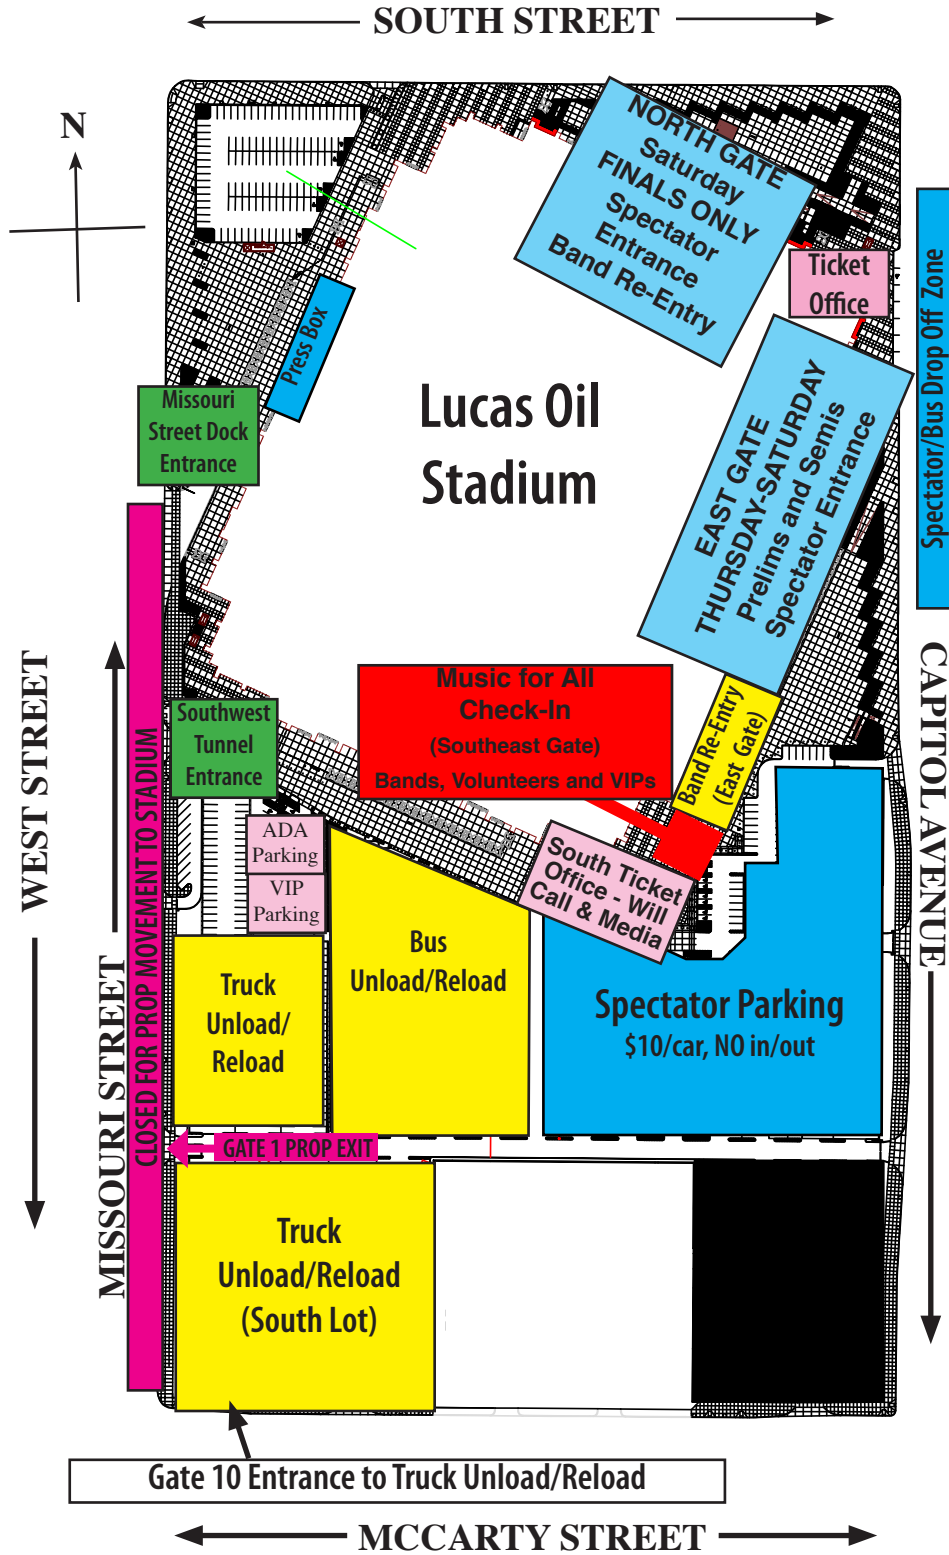 SOUTH STREET
N
NORTH GATE
Saturday
FINALS ONLY
Spectator
Entrance
Band Re-Entry
Ticket
Office
Spectator/Bus Drop Off Zone
Press Box
Missouri
Street Dock
Entrance
Lucas Oil
Stadium
EAST GATE
THURSDAY-SATURDAY
Prelims and Semis
Spectator Entrance
WEST STREET
MISSOURI STREET
CLOSED FOR PROP MOVEMENT TO STADIUM
CAPITOL AVENUE
Southwest
Tunnel
Entrance
Music for All
Check-In
(Southeast Gate)
Bands, Volunteers and VIPs
Band Re-Entry
(East Gate)
ADA
Parking
VIP
Parking
South Ticket
Office - Will
Call & Media
Bus
Unload/Reload
Truck
Unload/
Reload
Spectator Parking
$10/car, NO in/out
GATE 1 PROP EXIT
Truck
Unload/Reload
(South Lot)
Gate 10 Entrance to Truck Unload/Reload
MCCARTY STREET